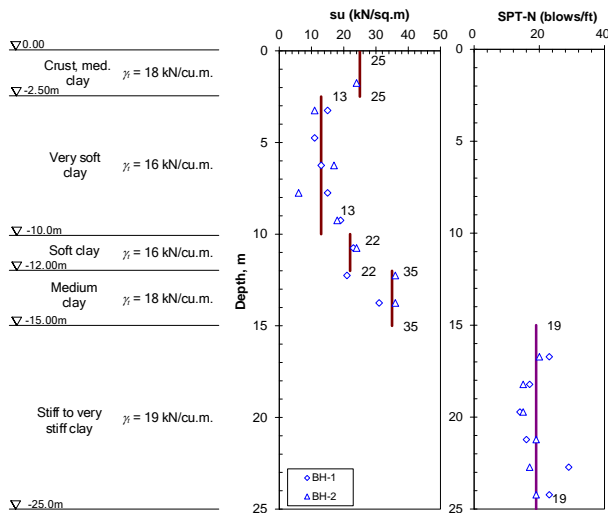 su (kN/sq.m)
SPT-N (blows/ft)
0.00
0 10 20 30 40 50
0 20 40
Crust, med.
clay
γt = 18 kN/cu.m.
-2.50m
Very soft
clay
γt = 16 kN/cu.m.
-10.0m
Soft clay
γt = 16 kN/cu.m.
-12.00m
Medium
clay
γt = 18 kN/cu.m.
-15.00m
Stiff to very
stiff clay
γt = 19 kN/cu.m.
-25.0m
Depth, m
0
5
10
15
20
25
25
25
13
13
22
22
35
35
BH-1
BH-2
0
5
10
15
20
25
19
19